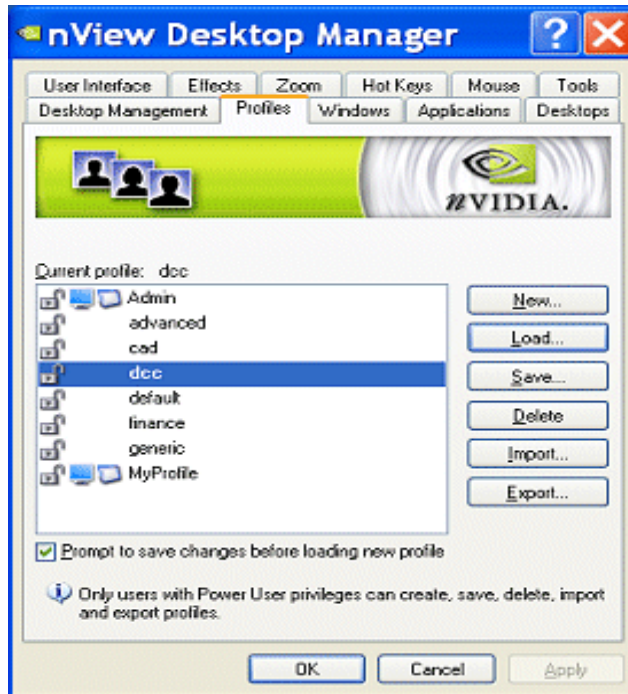 nView Desktop Manager
User Interface Effects Zoom Hot Keys Mouse Tools
Desktop Management Profiles Windows Applications Desktops
nVIDIA.
Current profile: dcc
Admin
advanced
cad
dcc
default
finance
generic
MyProfile
New...
Load...
Save...
Delete
Import...
Export...
Prompt to save changes before loading new profile
Only users with Power User privileges can create, save, delete, import
and export profiles.
OK Cancel Apply